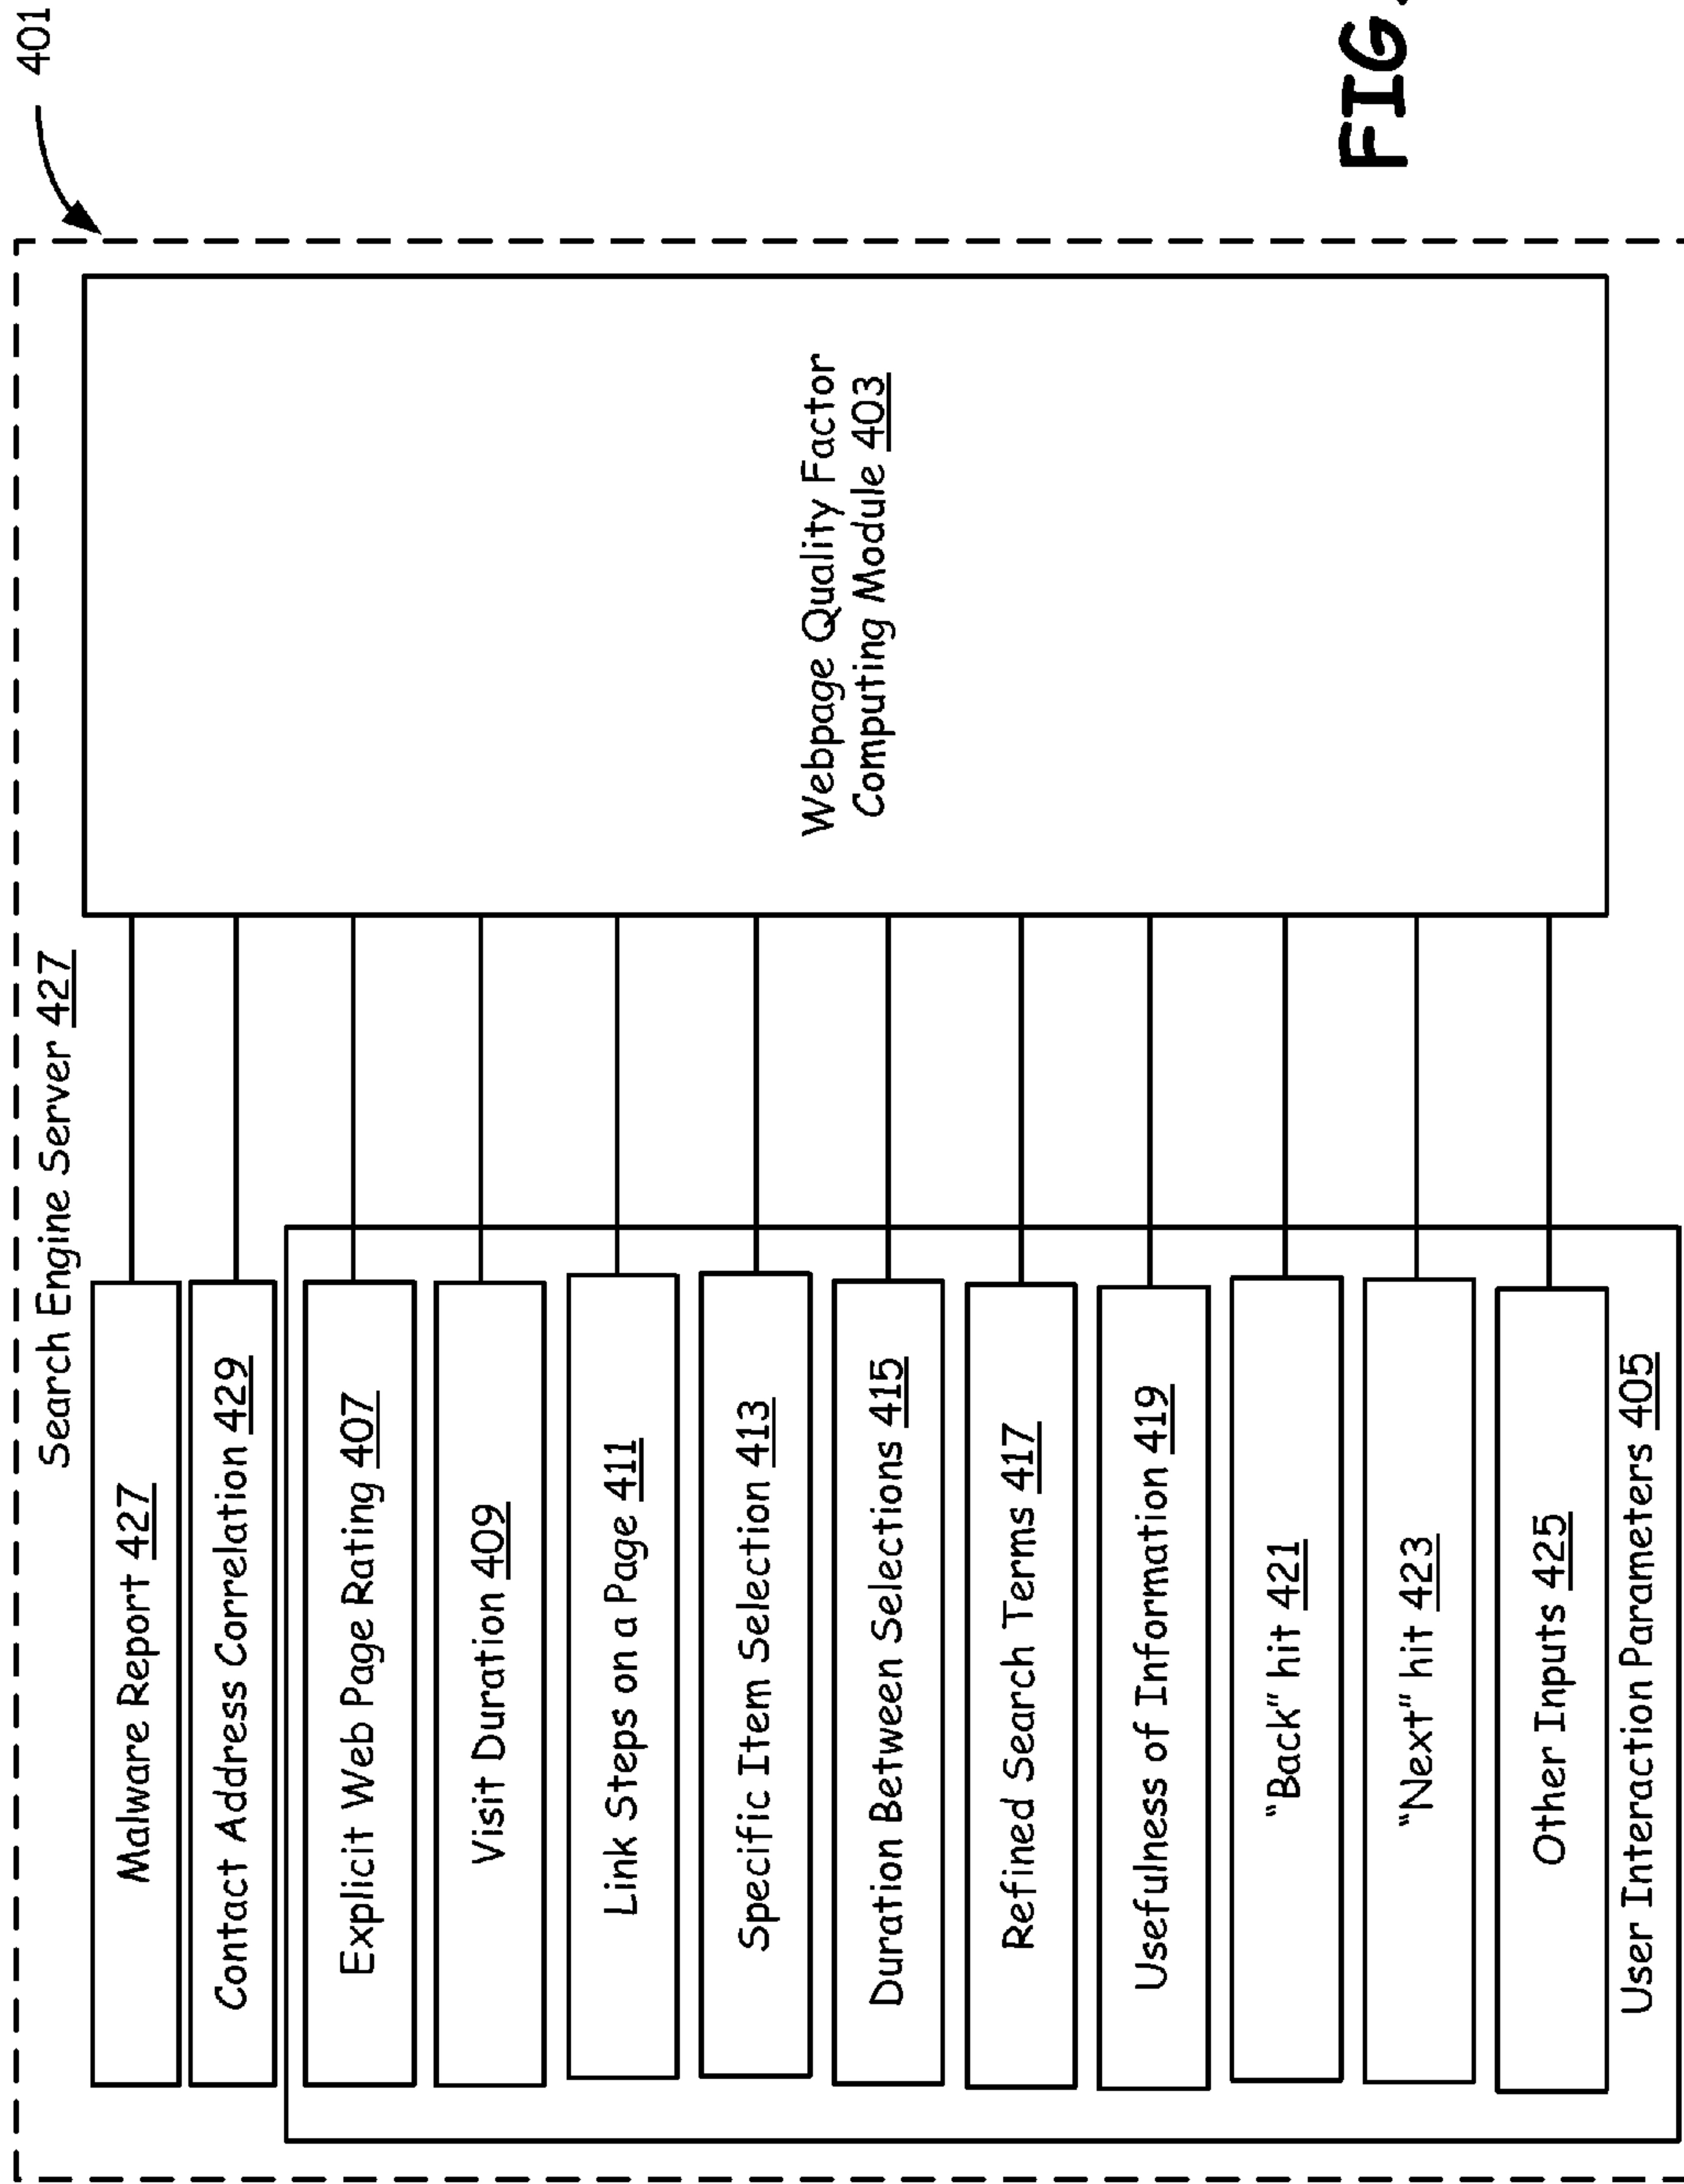 401
Search Engine Server 427
Malware Report 427
Contact Address Correlation 429
Explicit Web Page Rating 407
Visit Duration 409
Link Steps on a Page 411
Specific Item Selection 413
Duration Between Selections 415
Refined Search Terms 417
Usefulness of Information 419
"Back" hit 421
"Next" hit 423
Other Inputs 425
User Interaction Parameters 405
Webpage Quality Factor
Computing Module 403
FIG.